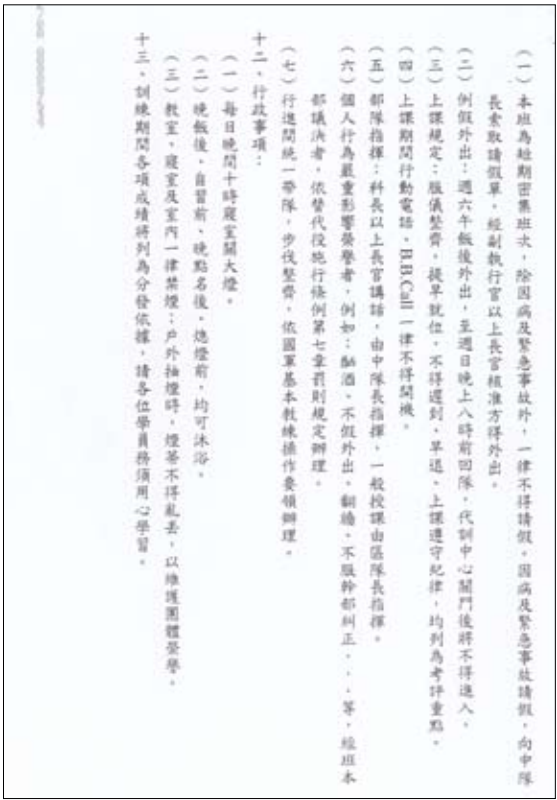 （一）本班為短期密集班次，除因病及緊急事故外，一律不得請假。因病及緊急事故請假，向中隊
長索取請假單，經副執行官以上長官核准方得外出。
（二）例假外出：週六午飯後外出，至週日晚上八時前回隊，代訓中心關門後將不得進入。
（三）上課規定：服儀整齊，提早就位，不得遲到、早退、上課遵守紀律，均列為考評重點。
（四）上課期間行動電話、B.B.Call 一律不得開機。
（五）部隊指揮：科長以上長官講話，由中隊長指揮，一般授課由區隊長指揮。
（六）個人行為嚴重影響榮譽者，例如：酗酒、不假外出、翻牆、不服幹部糾正...等，經班本
部議決者，依替代役施行條例第七章罰則規定辦理。
（七）行進間統一帶隊，步伐整齊，依國軍基本教練操作要領辦理。
十二、行政事項：
（一）每日晚間十時寢室關大燈。
（二）晚飯後，自習前、晚點名後，熄燈前，均可沐浴。
（三）教室、寢室及室內一律禁煙；戶外抽煙時，煙蒂不得亂丟，以維護團體榮譽。
十三、訓練期間各項成績將列為分發依據，請各位學員務須用心學習。